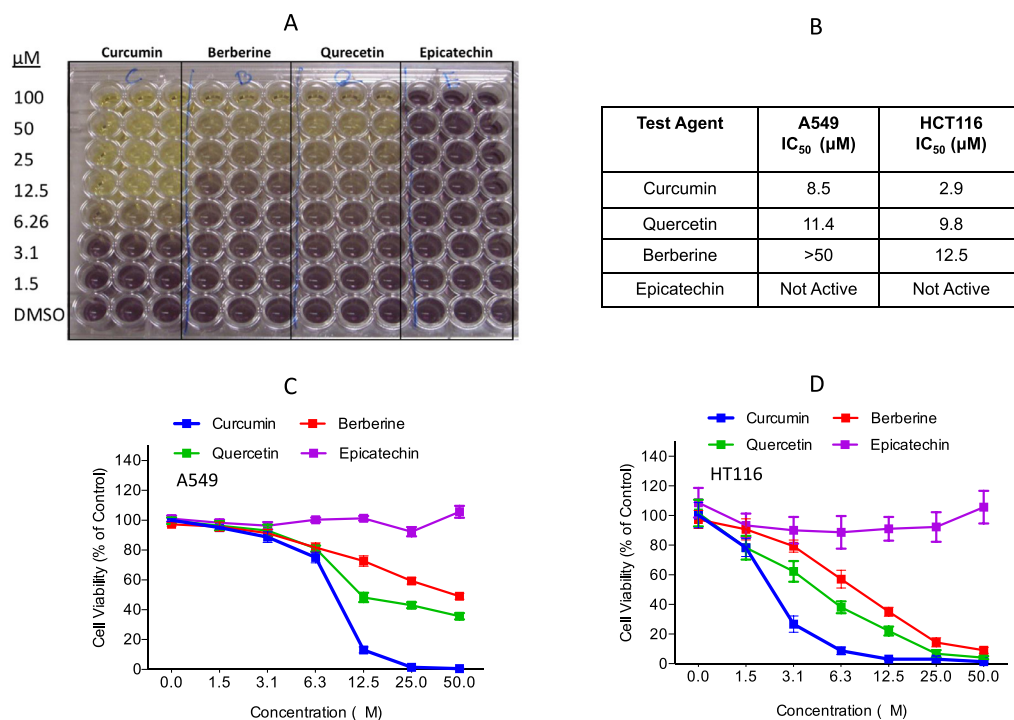 A
Curcumin Berberine Qurecetin Epicatechin
µM
C B Q E
100
50
25
12.5
6.26
3.1
1.5
DMSO
B
Test Agent A549 IC50 (µM) HCT116 IC50 (µM)
Curcumin 8.5 2.9
Quercetin 11.4 9.8
Berberine >50 12.5
Epicatechin Not Active Not Active
C
Curcumin Berberine
Quercetin Epicatechin
A549
Cell Viability (% of Control)
140
120
100
80
60
40
20
0
0.0 1.5 3.1 6.3 12.5 25.0 50.0
Concentration ( M)
D
Curcumin Berberine
Quercetin Epicatechin
HT116
Cell Viability (% of Control)
140
120
100
80
60
40
20
0
0.0 1.5 3.1 6.3 12.5 25.0 50.0
Concentration ( M)